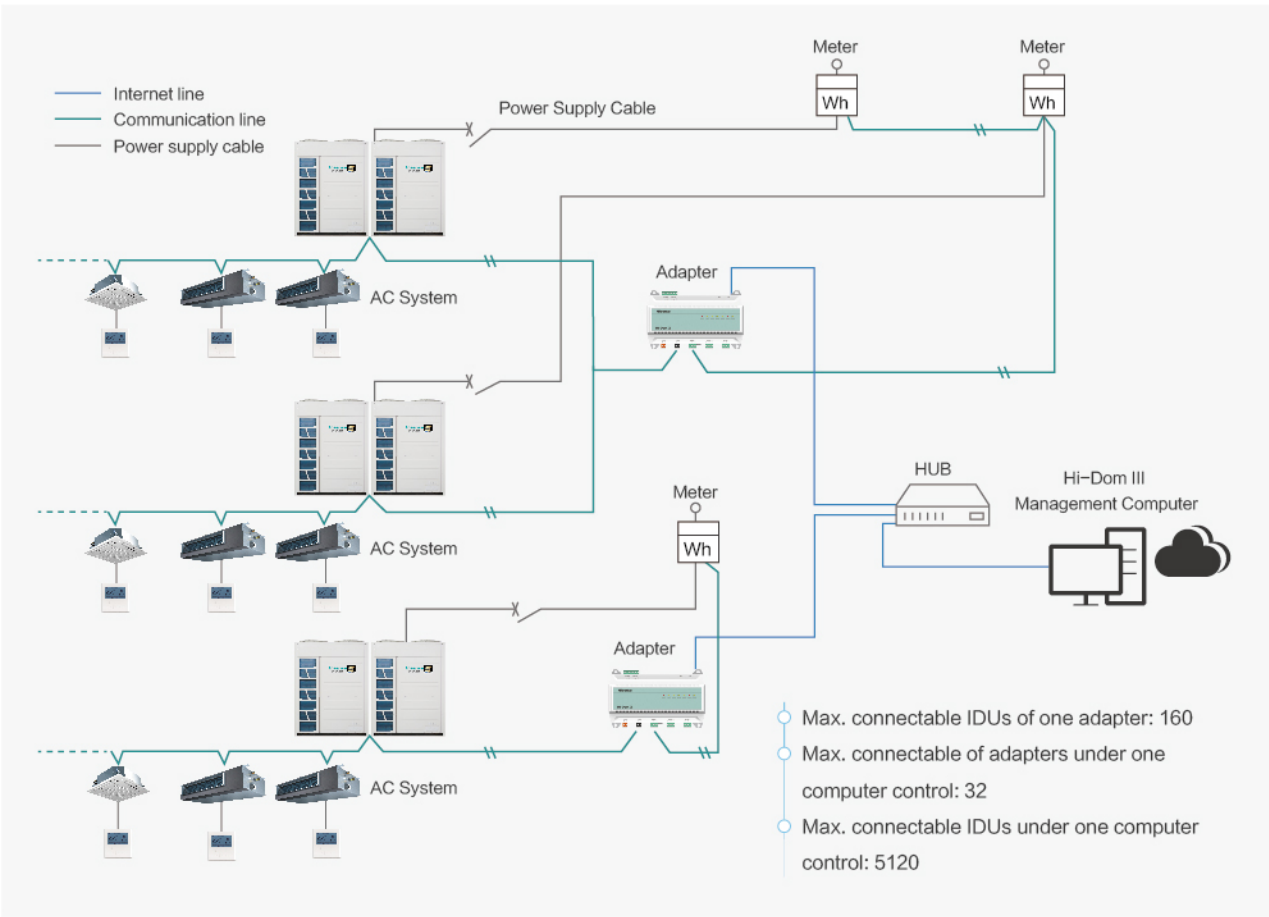 Meter
Meter
Internet line
Communication line
Power supply cable
Power Supply Cable
Wh
Wh
Adapter
AC System
HUB
Hi-Dom III
Management Computer
Meter
Wh
AC System
Adapter
AC System
Max. connectable IDUs of one adapter: 160
Max. connectable of adapters under one
computer control: 32
Max. connectable IDUs under one computer
control: 5120